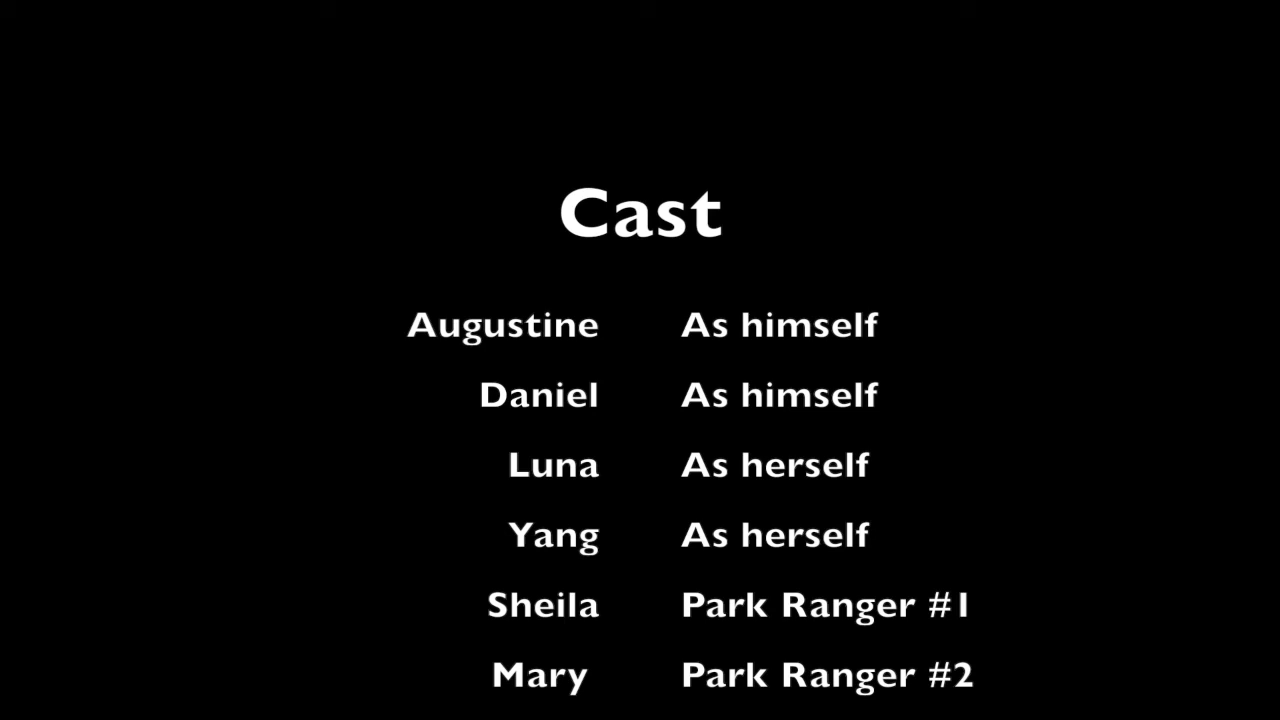 Cast
Augustine As himself
Daniel As himself
Luna As herself
Yang As herself
Sheila Park Ranger #1
Mary Park Ranger #2